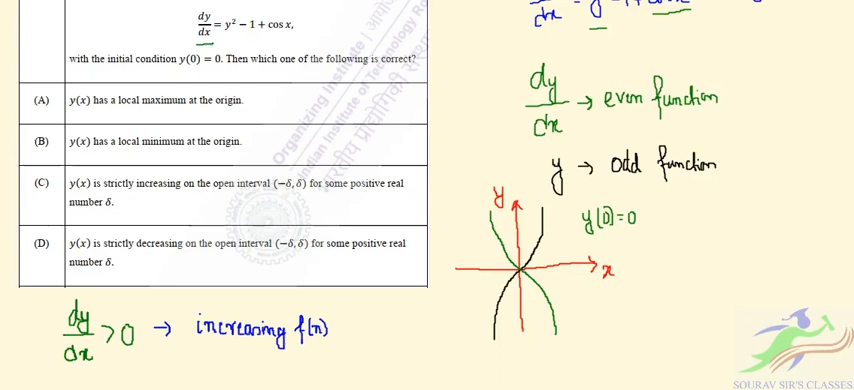 dy/dx = y² − 1 + cos x,
with the initial condition y(0) = 0. Then which one of the following is correct?
(A) y(x) has a local maximum at the origin.
(B) y(x) has a local minimum at the origin.
(C) y(x) is strictly increasing on the open interval (−δ, δ) for some positive real
number δ.
(D) y(x) is strictly decreasing on the open interval (−δ, δ) for some positive real
number δ.
dy/dx > 0 → increasing f(n)
dy/dx → even function
y → odd function
y
y(0)=0
x
Organizing Institute
Indian Institute of Technology
SOURAV SIR'S CLASSES